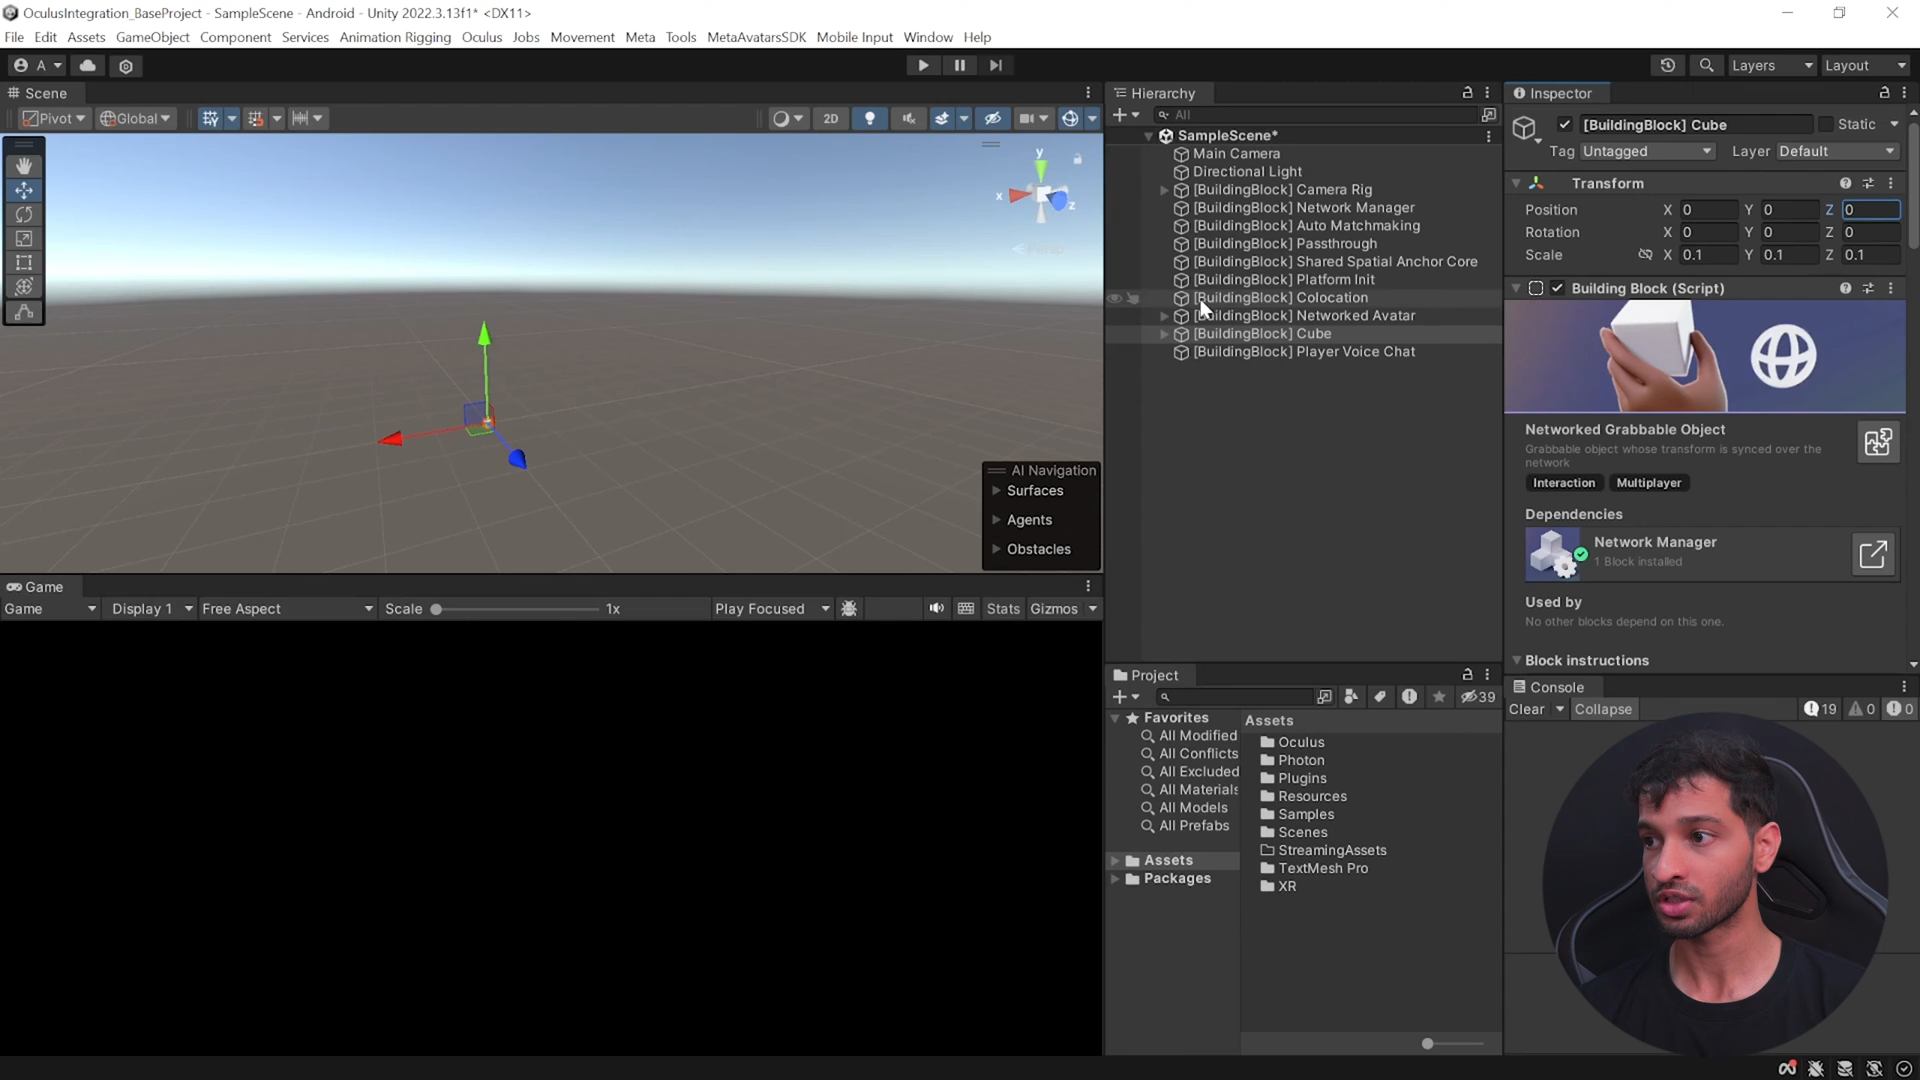 OculusIntegration_BaseProject - SampleScene - Android - Unity 2022.3.13f1* <DX11>
File Edit Assets GameObject Component Services Animation Rigging Oculus Jobs Movement Meta Tools MetaAvatarsSDK Mobile Input Window Help
A
Layers
Layout
Scene
Pivot Global 2D
y
x
z
Persp
AI Navigation
Surfaces
Agents
Obstacles
Game
Game Display 1 Free Aspect Scale 1x Play Focused Stats Gizmos
Hierarchy
All
SampleScene*
Main Camera
Directional Light
[BuildingBlock] Camera Rig
[BuildingBlock] Network Manager
[BuildingBlock] Auto Matchmaking
[BuildingBlock] Passthrough
[BuildingBlock] Shared Spatial Anchor Core
[BuildingBlock] Platform Init
[BuildingBlock] Colocation
[BuildingBlock] Networked Avatar
[BuildingBlock] Cube
[BuildingBlock] Player Voice Chat
Project
39
Favorites
All Modified
All Conflicts
All Excluded
All Materials
All Models
All Prefabs
Assets
Packages
Assets
Oculus
Photon
Plugins
Resources
Samples
Scenes
StreamingAssets
TextMesh Pro
XR
Inspector
[BuildingBlock] Cube Static
Tag Untagged Layer Default
Transform
Position X 0 Y 0 Z 0
Rotation X 0 Y 0 Z 0
Scale X 0.1 Y 0.1 Z 0.1
Building Block (Script)
Networked Grabbable Object
Grabbable object whose transform is synced over the
network
Interaction Multiplayer
Dependencies
Network Manager
1 Block installed
Used by
No other blocks depend on this one.
Block instructions
Console
Clear Collapse 19 0 0